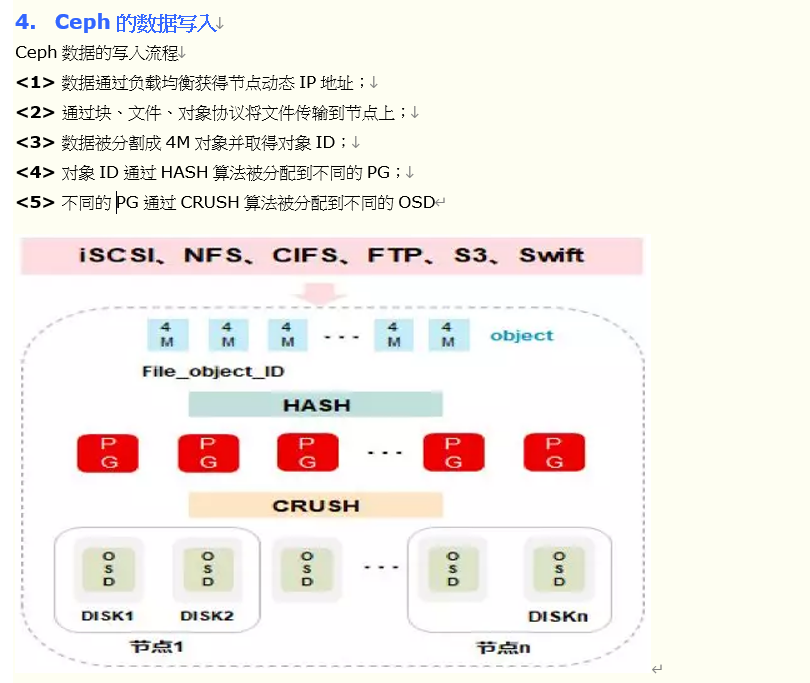 4. Ceph 的数据写入
Ceph 数据的写入流程
<1> 数据通过负载均衡获得节点动态 IP 地址；
<2> 通过块、文件、对象协议将文件传输到节点上；
<3> 数据被分割成 4M 对象并取得对象 ID；
<4> 对象 ID 通过 HASH 算法被分配到不同的 PG；
<5> 不同的 PG 通过 CRUSH 算法被分配到不同的 OSD
iSCSI、NFS、CIFS、FTP、S3、Swift
4M 4M 4M ··· 4M 4M object
File_object_ID
HASH
PG PG PG ··· PG PG
CRUSH
OSD OSD OSD ··· OSD OSD
DISK1 DISK2 DISKn
节点1 节点n